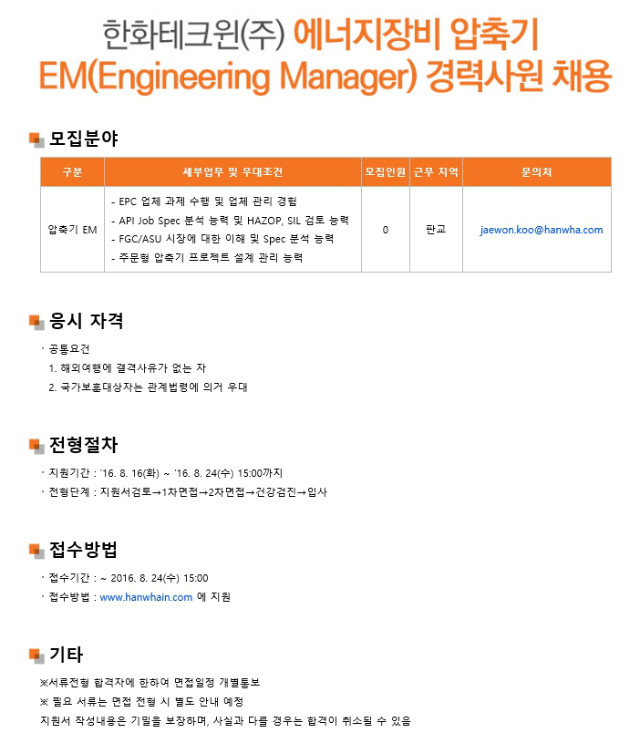 한화테크윈(주) 에너지장비 압축기
EM(Engineering Manager) 경력사원 채용
모집분야
구분 세부업무 및 우대조건 모집인원 근무 지역 문의처
- EPC 업체 과제 수행 및 업체 관리 경험
- API Job Spec 분석 능력 및 HAZOP, SIL 검토 능력
압축기 EM 0 판교 jaewon.koo@hanwha.com
- FGC/ASU 시장에 대한 이해 및 Spec 분석 능력
- 주문형 압축기 프로젝트 설계 관리 능력
응시 자격
· 공통요건
1. 해외여행에 결격사유가 없는 자
2. 국가보훈대상자는 관계법령에 의거 우대
전형절차
· 지원기간 : '16. 8. 16(화) ~ '16. 8. 24(수) 15:00까지
· 전형단계 : 지원서검토→1차면접→2차면접→건강검진→입사
접수방법
· 접수기간 : ~ 2016. 8. 24(수) 15:00
· 접수방법 : www.hanwhain.com 에 지원
기타
※서류전형 합격자에 한하여 면접일정 개별통보
※ 필요 서류는 면접 전형 시 별도 안내 예정
지원서 작성내용은 기밀을 보장하며, 사실과 다를 경우는 합격이 취소될 수 있음